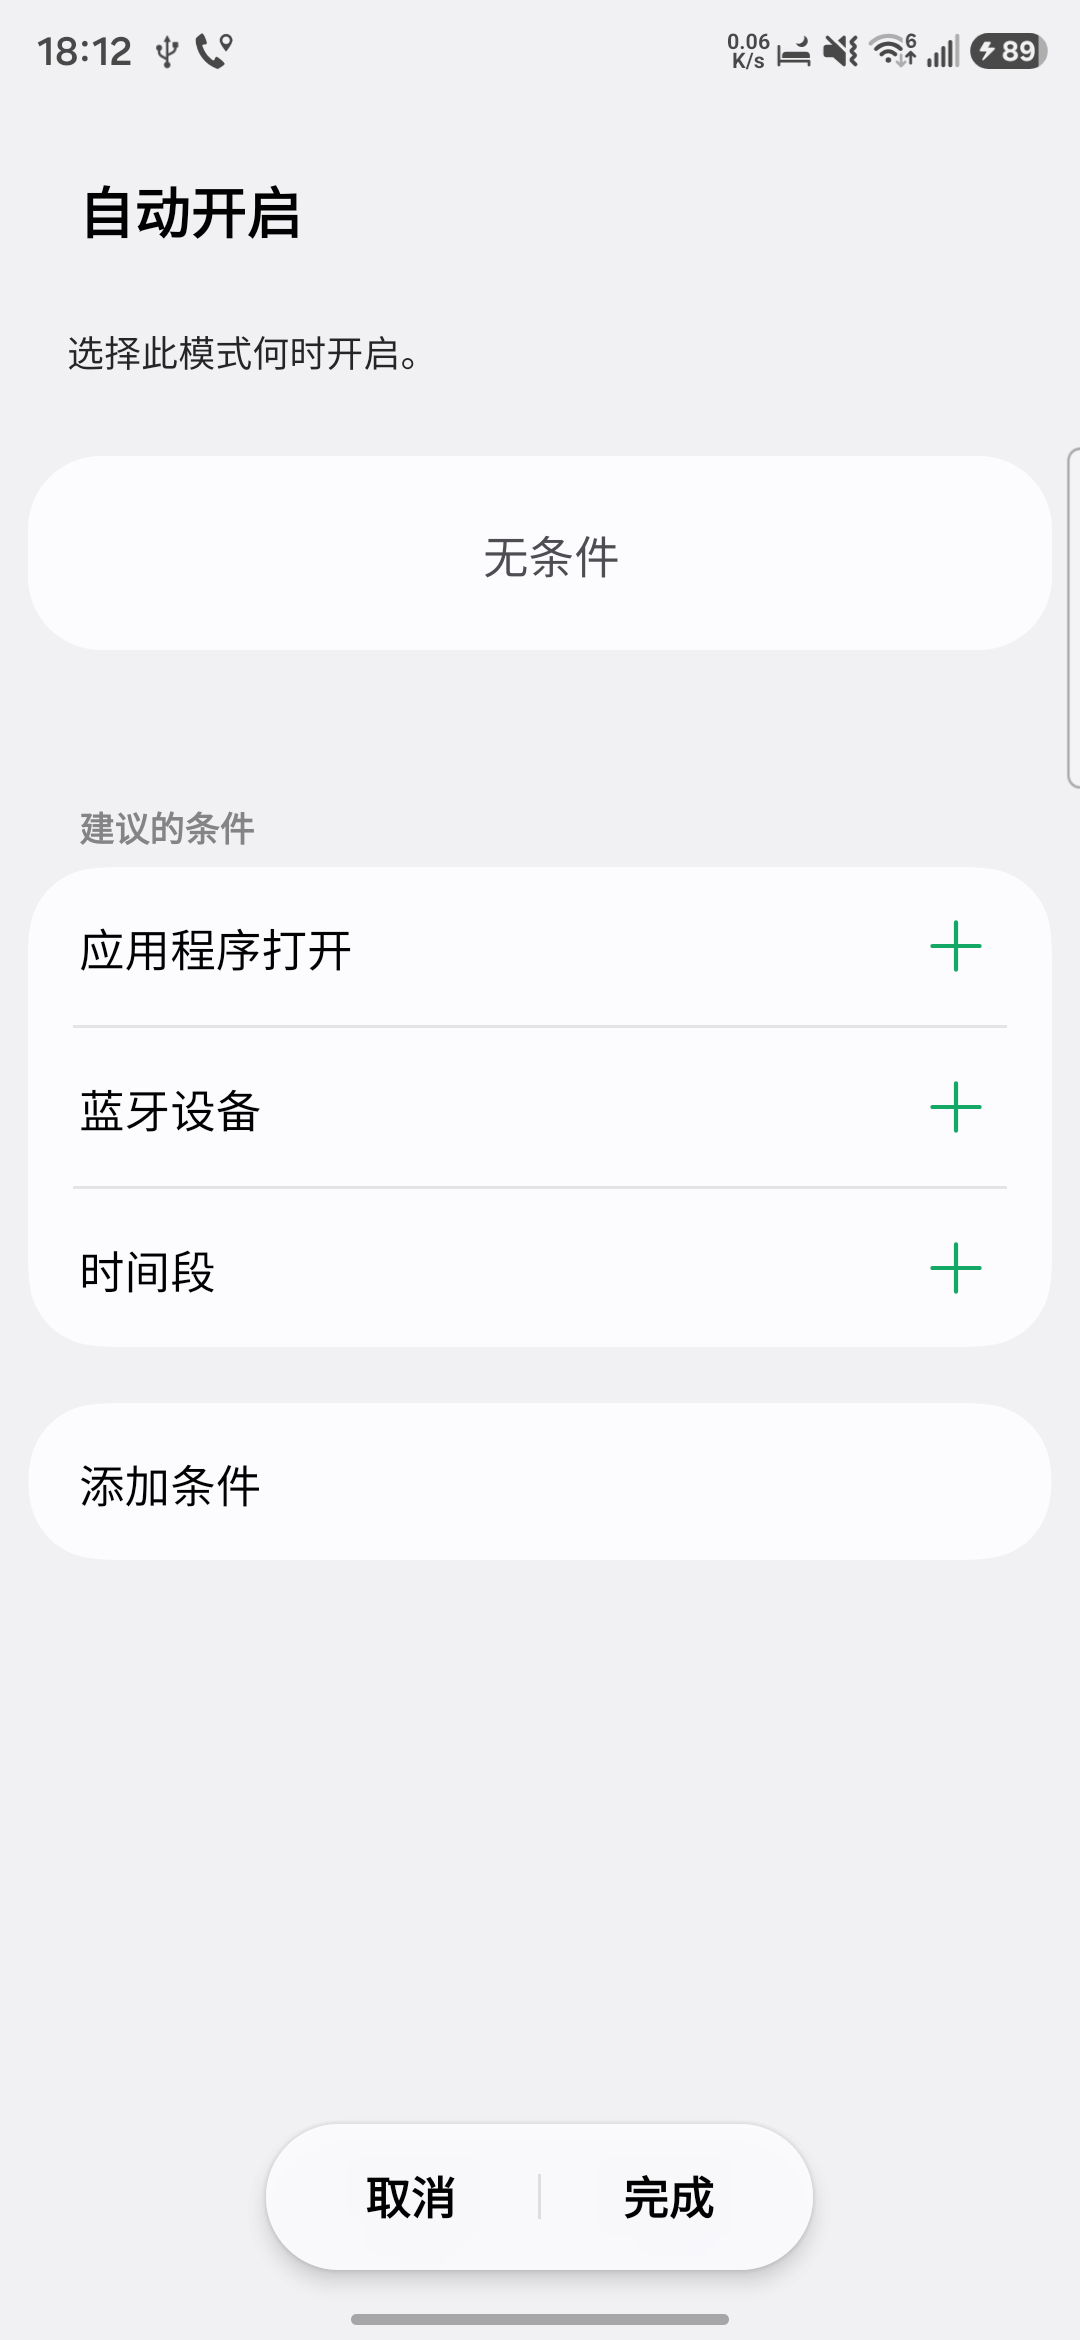 18:12
0.06
K/s
6
89
自动开启
选择此模式何时开启。
无条件
建议的条件
应用程序打开
蓝牙设备
时间段
添加条件
取消
完成